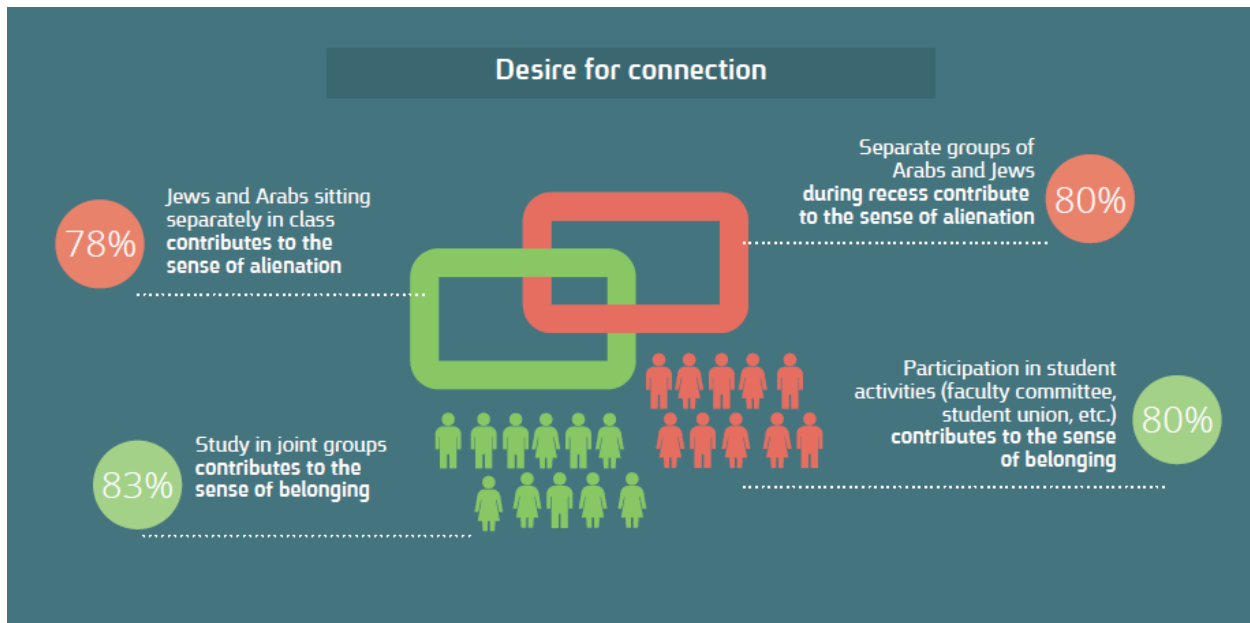 Desire for connection
78%
Jews and Arabs sitting
separately in class
contributes to the
sense of alienation
Separate groups of
Arabs and Jews
during recess contribute
to the sense of alienation
80%
83%
Study in joint groups
contributes to the
sense of belonging
Participation in student
activities (faculty committee,
student union, etc.)
contributes to the sense
of belonging
80%